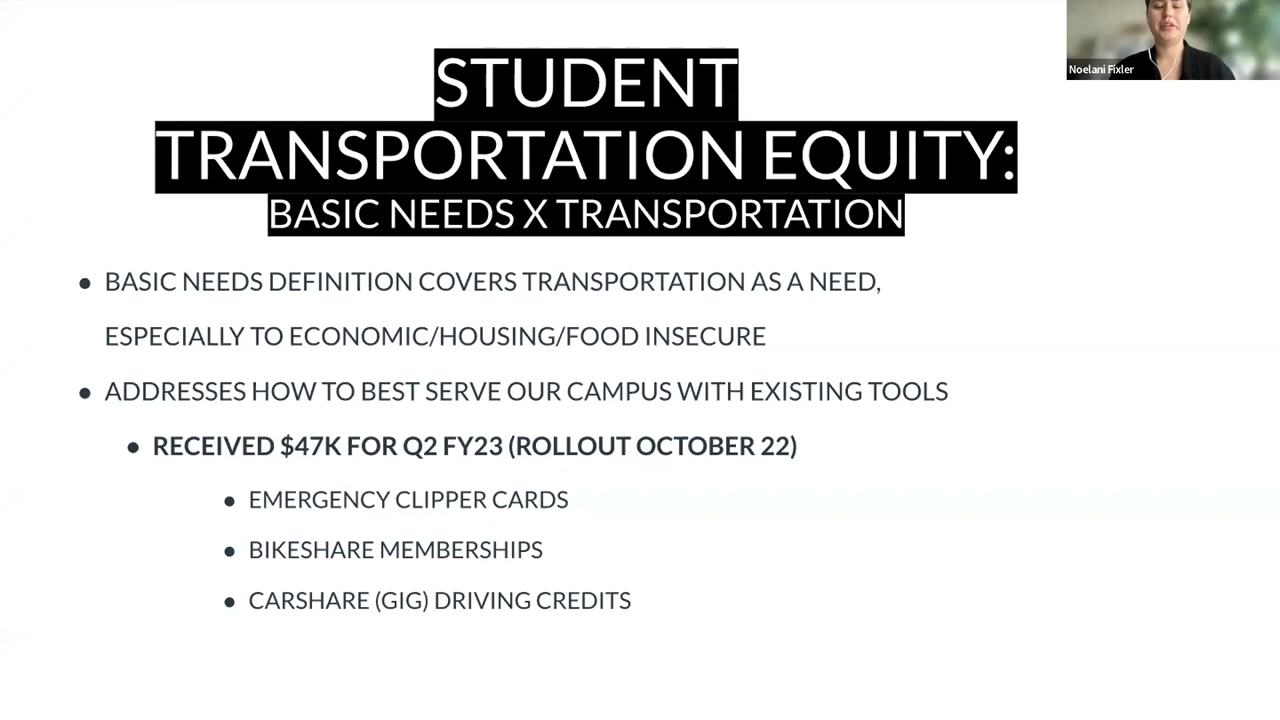 STUDENT
TRANSPORTATION EQUITY:
BASIC NEEDS X TRANSPORTATION
• BASIC NEEDS DEFINITION COVERS TRANSPORTATION AS A NEED,
ESPECIALLY TO ECONOMIC/HOUSING/FOOD INSECURE
• ADDRESSES HOW TO BEST SERVE OUR CAMPUS WITH EXISTING TOOLS
• RECEIVED $47K FOR Q2 FY23 (ROLLOUT OCTOBER 22)
• EMERGENCY CLIPPER CARDS
• BIKESHARE MEMBERSHIPS
• CARSHARE (GIG) DRIVING CREDITS
Noelani Fixler